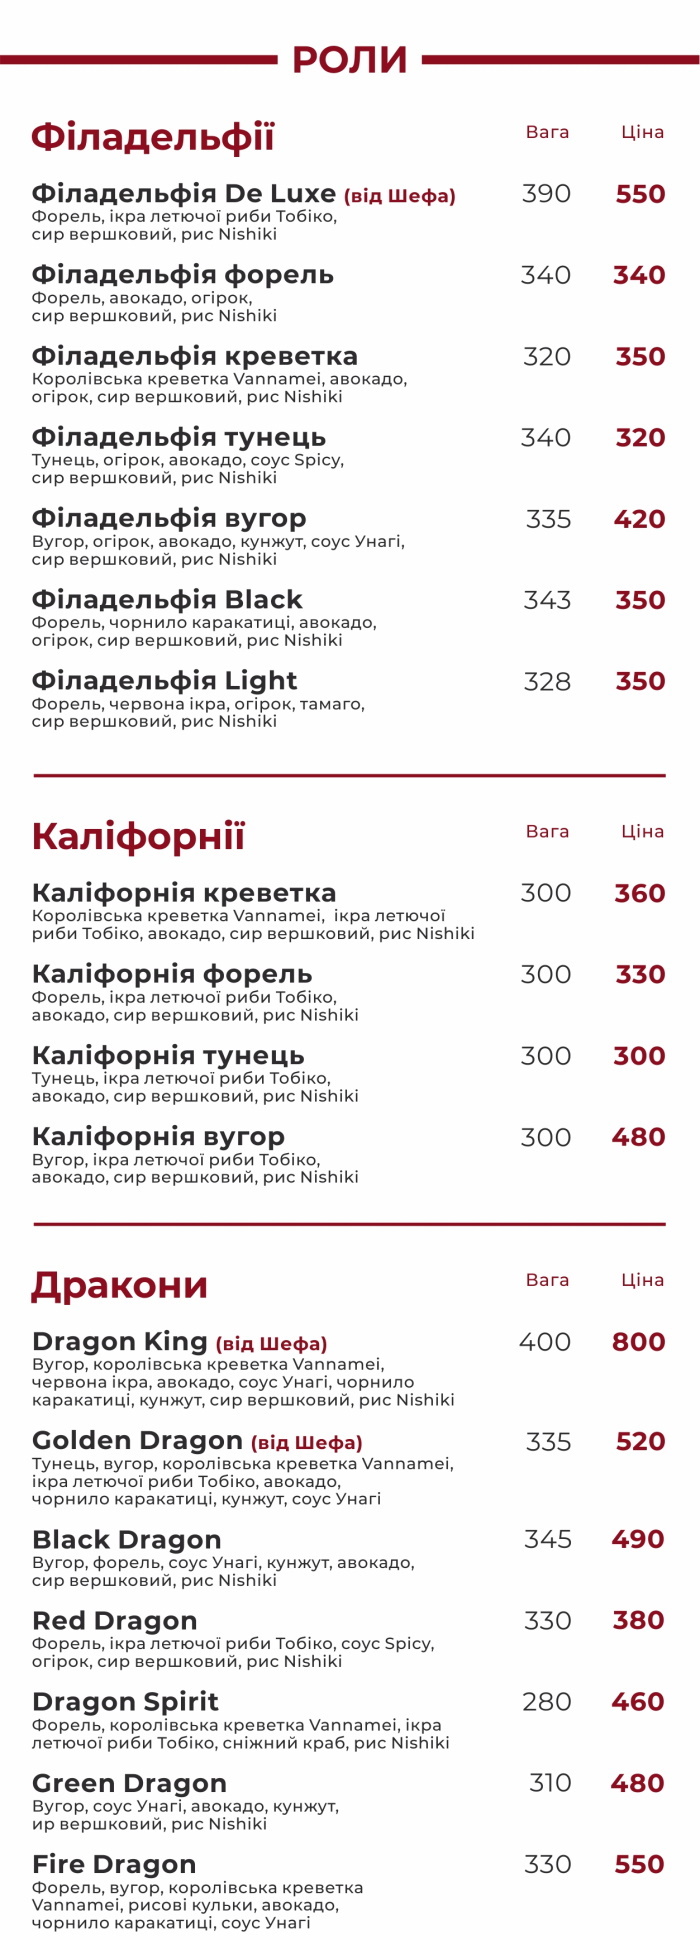 РОЛИ
Філадельфії Вага Ціна
Філадельфія De Luxe (від Шефа) 390 550
Форель, ікра летючої риби Тобіко,
сир вершковий, рис Nishiki
Філадельфія форель 340 340
Форель, авокадо, огірок,
сир вершковий, рис Nishiki
Філадельфія креветка 320 350
Королівська креветка Vannamei, авокадо,
огірок, сир вершковий, рис Nishiki
Філадельфія тунець 340 320
Тунець, огірок, авокадо, соус Spicy,
сир вершковий, рис Nishiki
Філадельфія вугор 335 420
Вугор, огірок, авокадо, кунжут, соус Унагі,
сир вершковий, рис Nishiki
Філадельфія Black 343 350
Форель, чорнило каракатиці, авокадо,
огірок, сир вершковий, рис Nishiki
Філадельфія Light 328 350
Форель, червона ікра, огірок, тамаго,
сир вершковий, рис Nishiki
Каліфорнії Вага Ціна
Каліфорнія креветка 300 360
Королівська креветка Vannamei, ікра летючої
риби Тобіко, авокадо, сир вершковий, рис Nishiki
Каліфорнія форель 300 330
Форель, ікра летючої риби Тобіко,
авокадо, сир вершковий, рис Nishiki
Каліфорнія тунець 300 300
Тунець, ікра летючої риби Тобіко,
авокадо, сир вершковий, рис Nishiki
Каліфорнія вугор 300 480
Вугор, ікра летючої риби Тобіко,
авокадо, сир вершковий, рис Nishiki
Дракони Вага Ціна
Dragon King (від Шефа) 400 800
Вугор, королівська креветка Vannamei,
червона ікра, авокадо, соус Унагі, чорнило
каракатиці, кунжут, сир вершковий, рис Nishiki
Golden Dragon (від Шефа) 335 520
Тунець, вугор, королівська креветка Vannamei,
ікра летючої риби Тобіко, авокадо,
чорнило каракатиці, кунжут, соус Унагі
Black Dragon 345 490
Вугор, форель, соус Унагі, кунжут, авокадо,
сир вершковий, рис Nishiki
Red Dragon 330 380
Форель, ікра летючої риби Тобіко, соус Spicy,
огірок, сир вершковий, рис Nishiki
Dragon Spirit 280 460
Форель, королівська креветка Vannamei, ікра
летючої риби Тобіко, сніжний краб, рис Nishiki
Green Dragon 310 480
Вугор, соус Унагі, авокадо, кунжут,
ир вершковий, рис Nishiki
Fire Dragon 330 550
Форель, вугор, королівська креветка
Vannamei, рисові кульки, авокадо,
чорнило каракатиці, соус Унагі